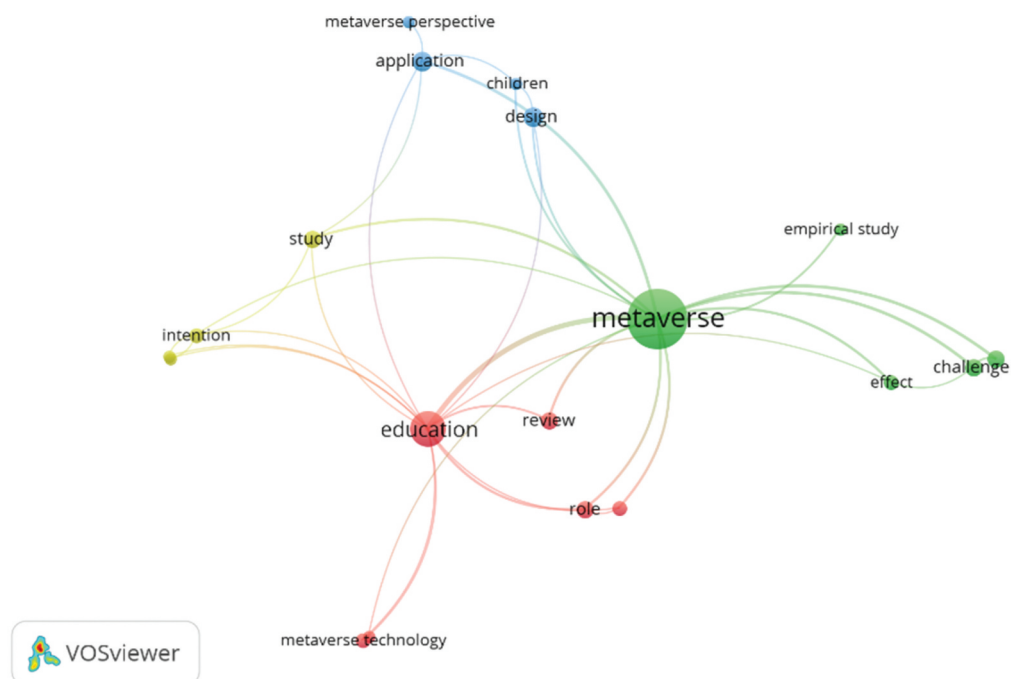 metaverse perspective
application
children
design
study
empirical study
metaverse
intention
challenge
effect
review
education
role
metaverse technology
VOSviewer